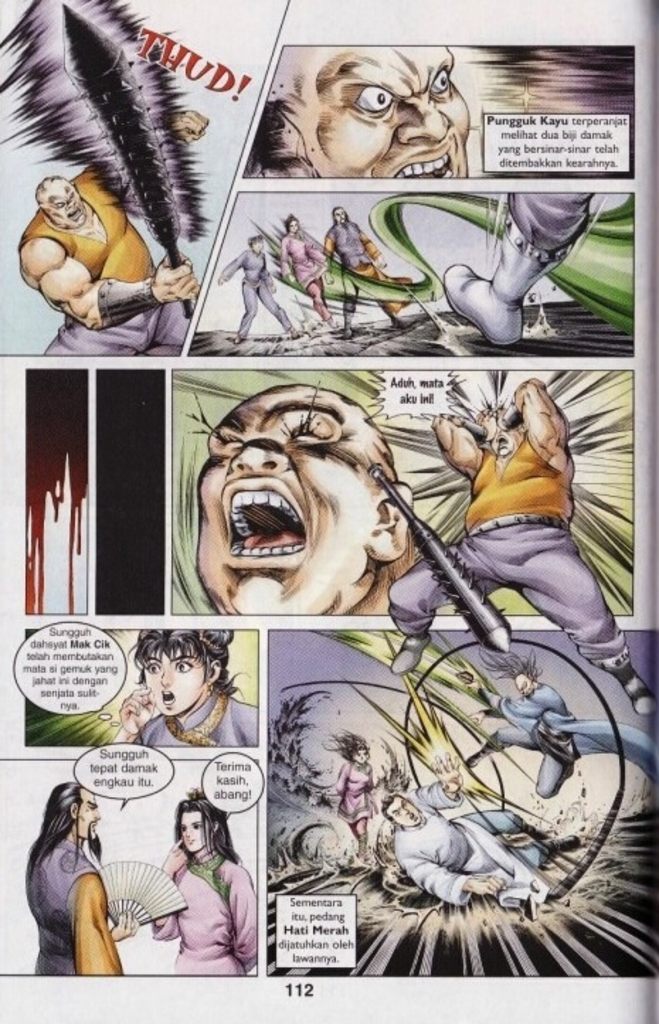 THUD!
Pungguk Kayu terperanjat
melihat dua biji damak
yang bersinar-sinar telah
ditembakkan kearahnya.
Aduh, mata
aku ini!
Sungguh
dahsyat Mak Cik
telah membutakan
mata si gemuk yang
jahat ini dengan
senjata sulit-
nya.
Sungguh
tepat damak
engkau itu.
Terima
kasih,
abang!
Sementara
itu, pedang
Hati Merah
dijatuhkan oleh
lawannya.
112